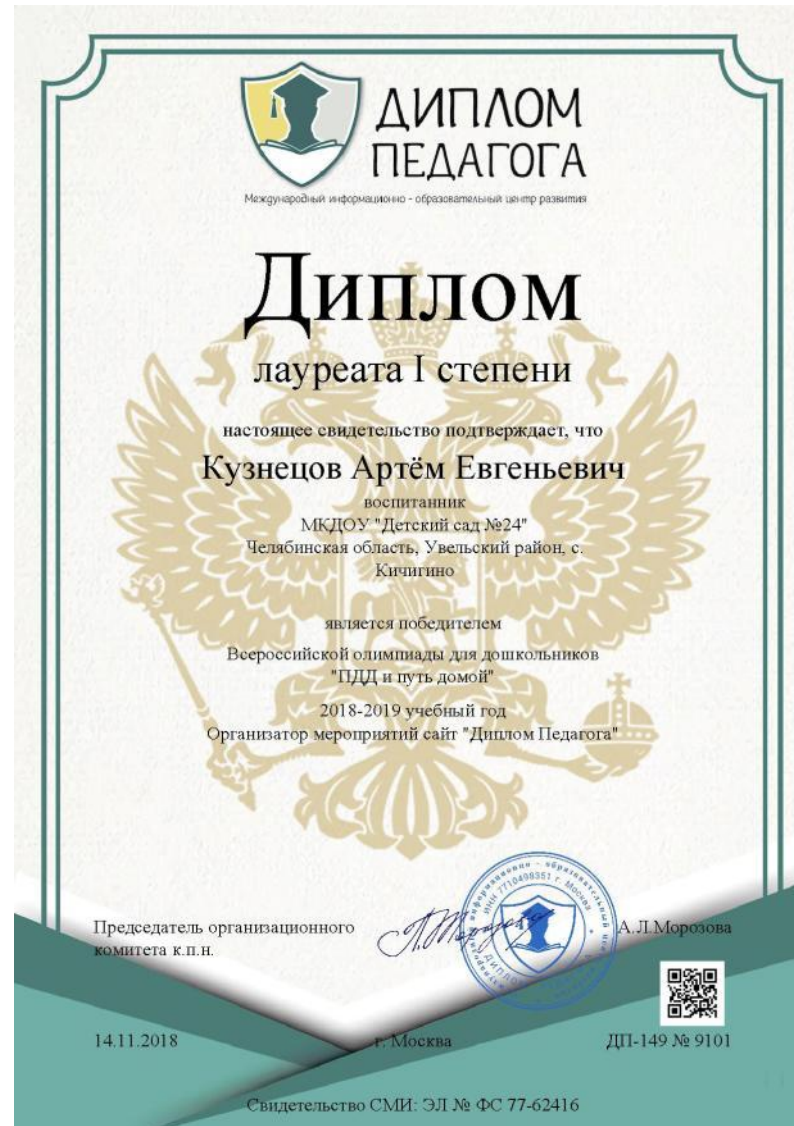 ДИПЛОМ
ПЕДАГОГА
Международный информационно - образовательный центр развития
Диплом
лауреата I степени
настоящее свидетельство подтверждает, что
Кузнецов Артём Евгеньевич
воспитанник
МКДОУ "Детский сад №24"
Челябинская область, Увельский район, с.
Кичигино
является победителем
Всероссийской олимпиады для дошкольников
"ПДД и путь домой"
2018-2019 учебный год
Организатор мероприятий сайт "Диплом Педагога"
Председатель организационного
комитета к.п.н.
ИНН 7710498351 г. Москва
А.Л.Морозова
14.11.2018
г. Москва
ДП-149 № 9101
Свидетельство СМИ: ЭЛ № ФС 77-62416